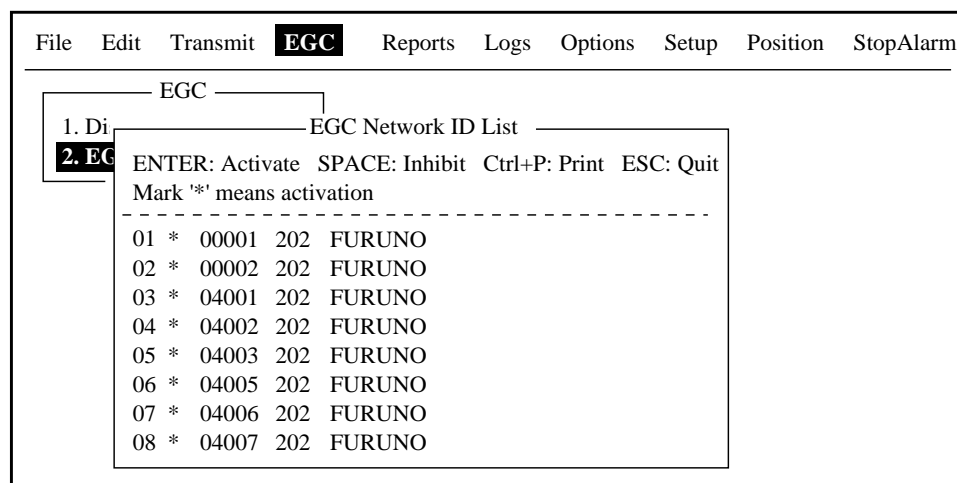 File Edit Transmit EGC Reports Logs Options Setup Position StopAlarm
EGC
1. Di
EGC Network ID List
2. EG
ENTER: Activate SPACE: Inhibit Ctrl+P: Print ESC: Quit
Mark '*' means activation
01 * 00001 202 FURUNO
02 * 00002 202 FURUNO
03 * 04001 202 FURUNO
04 * 04002 202 FURUNO
05 * 04003 202 FURUNO
06 * 04005 202 FURUNO
07 * 04006 202 FURUNO
08 * 04007 202 FURUNO